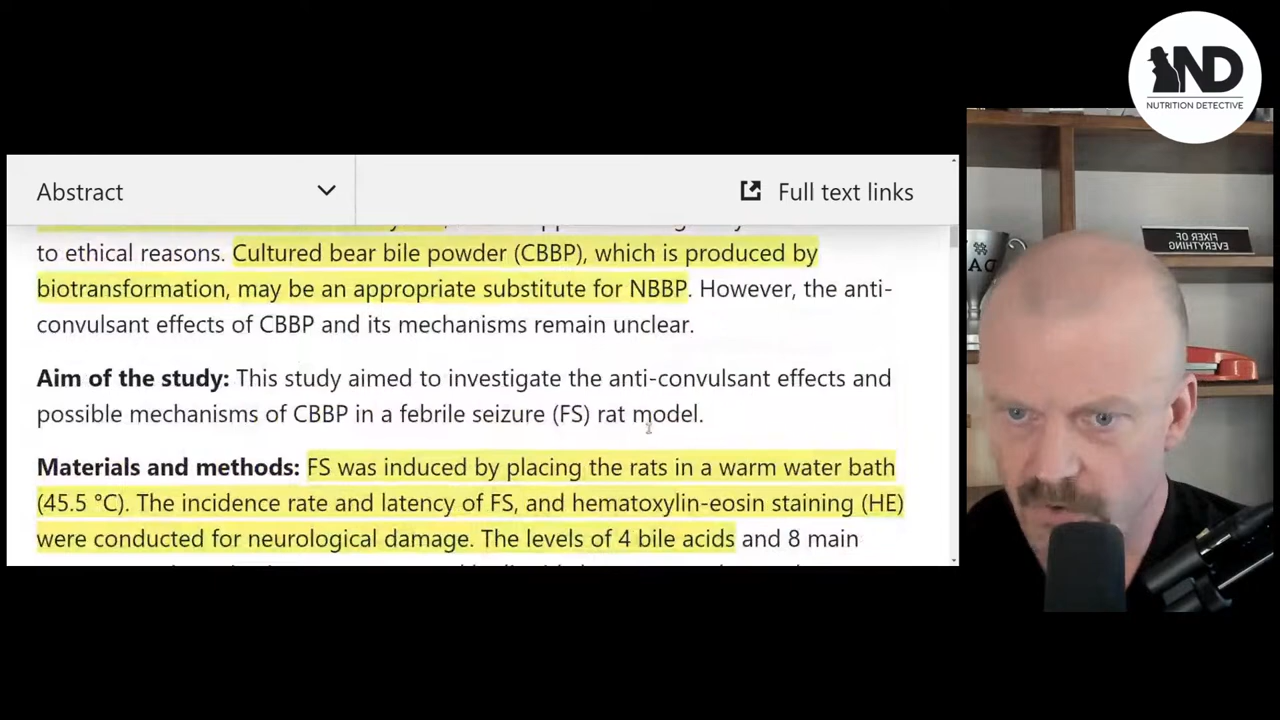 ND
NUTRITION DETECTIVE
Abstract
Full text links
to ethical reasons. Cultured bear bile powder (CBBP), which is produced by
biotransformation, may be an appropriate substitute for NBBP. However, the anti-
convulsant effects of CBBP and its mechanisms remain unclear.
Aim of the study: This study aimed to investigate the anti-convulsant effects and
possible mechanisms of CBBP in a febrile seizure (FS) rat model.
Materials and methods: FS was induced by placing the rats in a warm water bath
(45.5 °C). The incidence rate and latency of FS, and hematoxylin-eosin staining (HE)
were conducted for neurological damage. The levels of 4 bile acids and 8 main
FIXER OF
EVERYTHING
DA